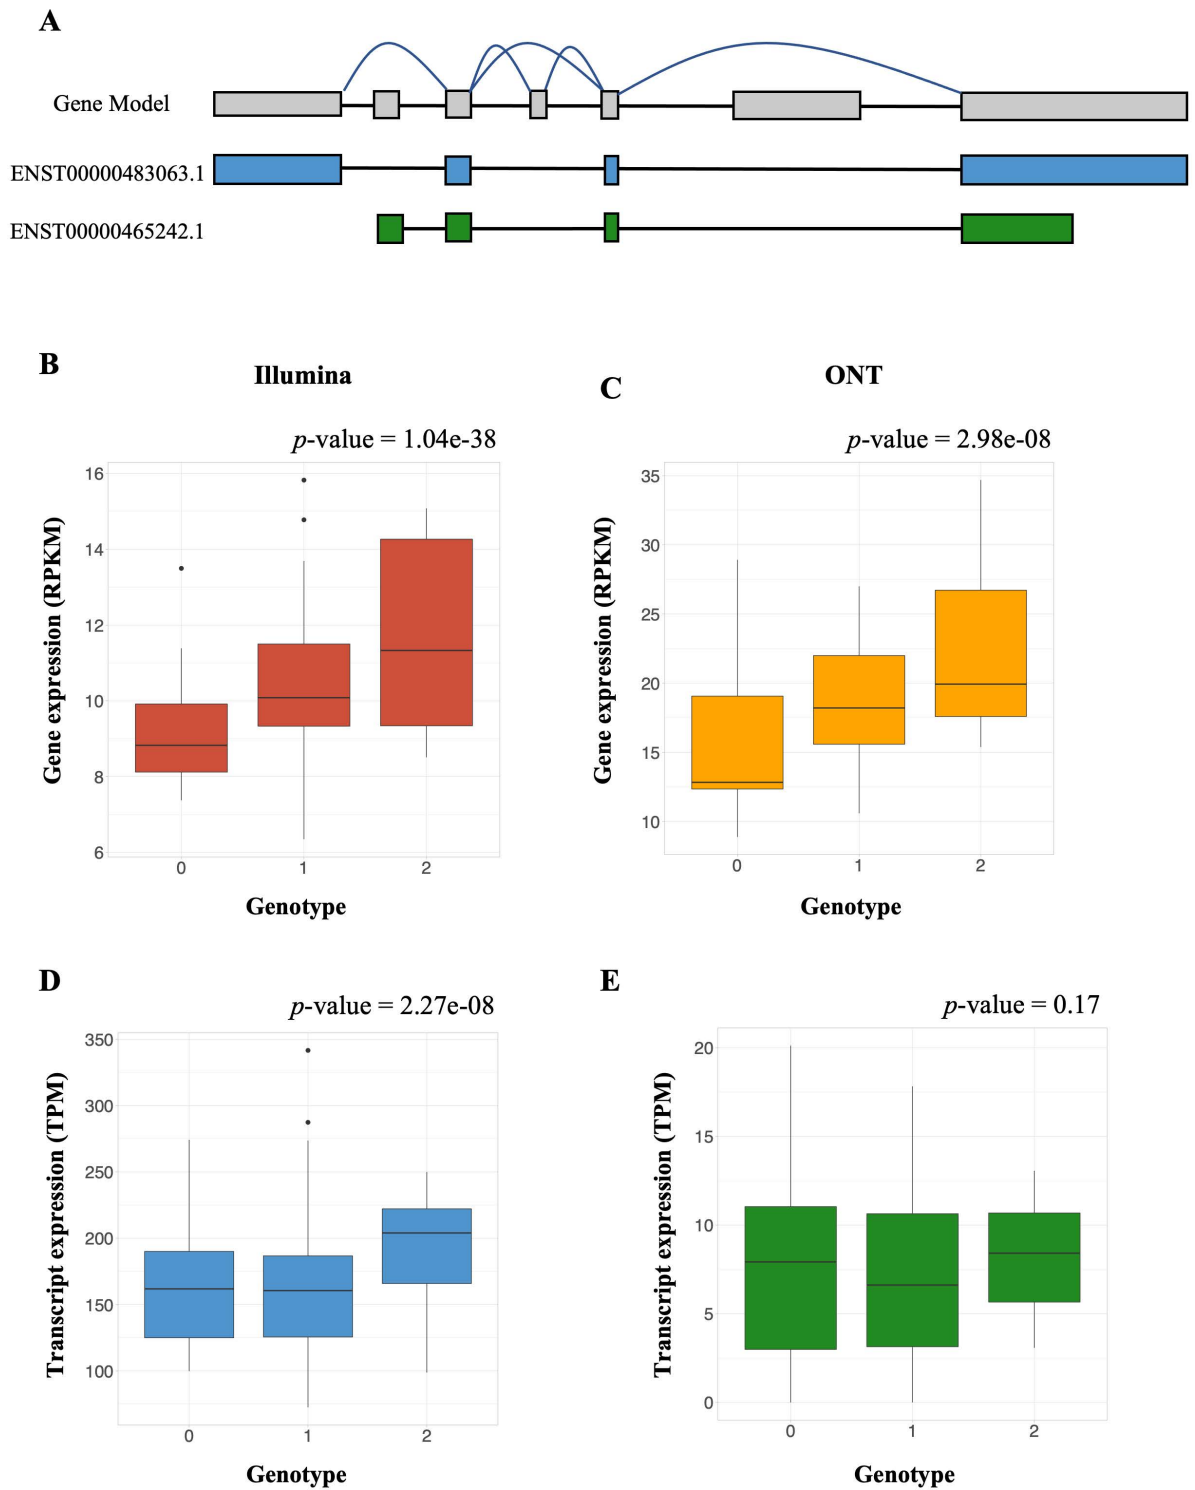 A
Gene Model
ENST00000483063.1
ENST00000465242.1
B
Illumina
p-value = 1.04e-38
Gene expression (RPKM)
16
14
12
10
8
6
0 1 2
Genotype
C
ONT
p-value = 2.98e-08
Gene expression (RPKM)
35
30
25
20
15
10
0 1 2
Genotype
D
p-value = 2.27e-08
Transcript expression (TPM)
350
300
250
200
150
100
0 1 2
Genotype
E
p-value = 0.17
Transcript expression (TPM)
20
15
10
5
0
0 1 2
Genotype